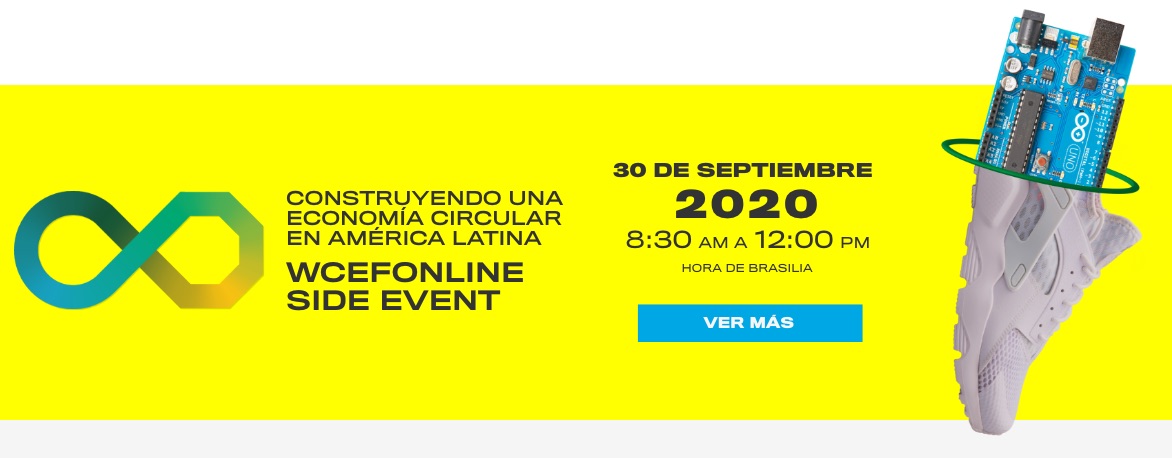 CONSTRUYENDO UNA
ECONOMÍA CIRCULAR
EN AMÉRICA LATINA
WCEFONLINE
SIDE EVENT
30 DE SEPTIEMBRE
2020
8:30 AM A 12:00 PM
HORA DE BRASILIA
VER MÁS
UNO